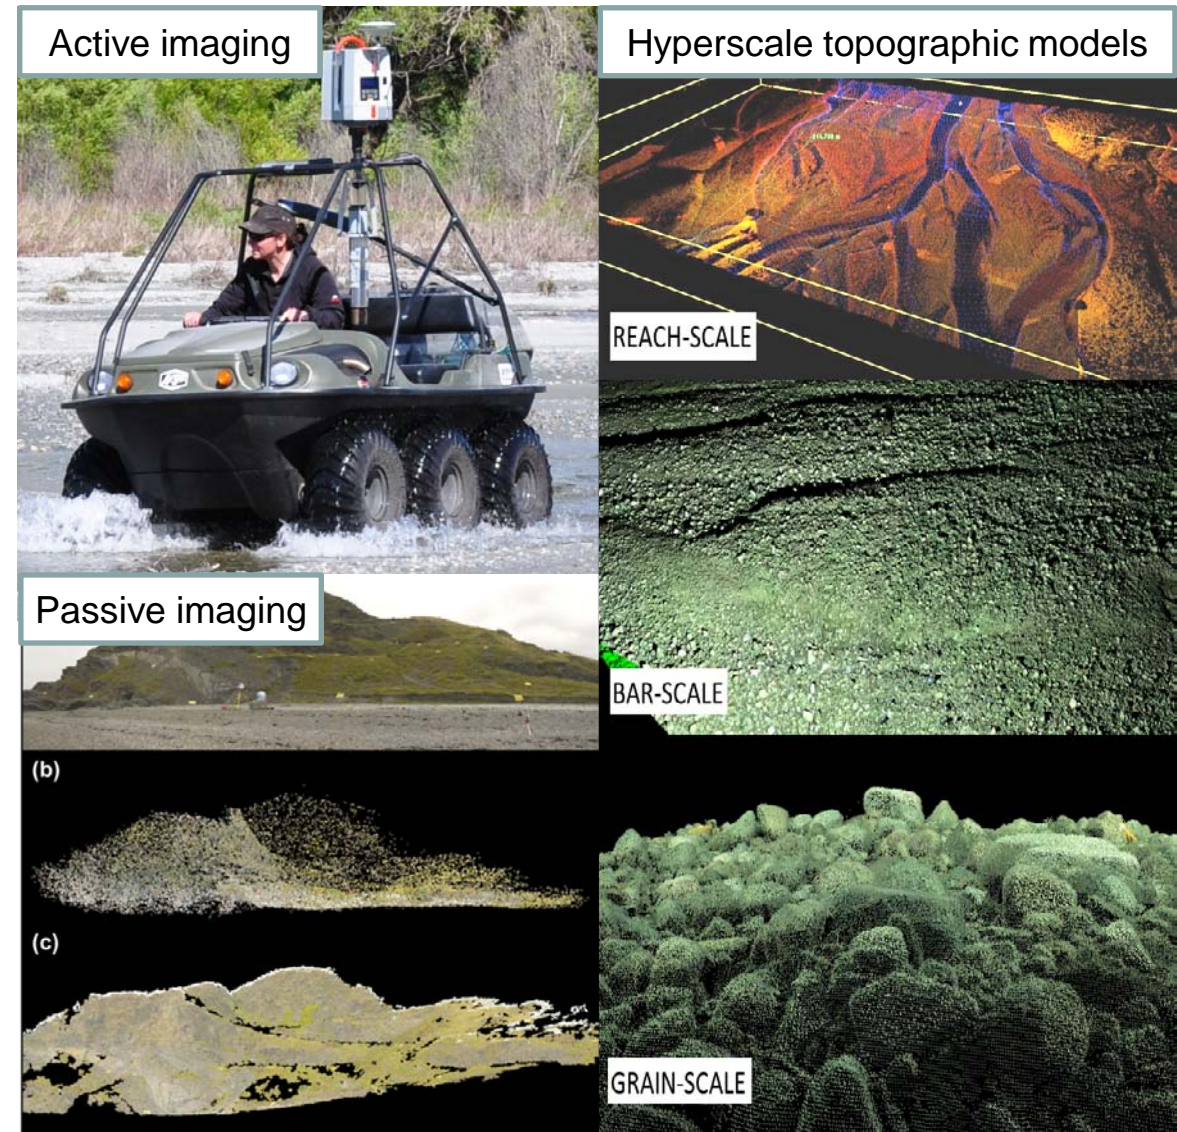 Active imaging
Hyperscale topographic models
REACH-SCALE
BAR-SCALE
Passive imaging
(b)
(c)
GRAIN-SCALE